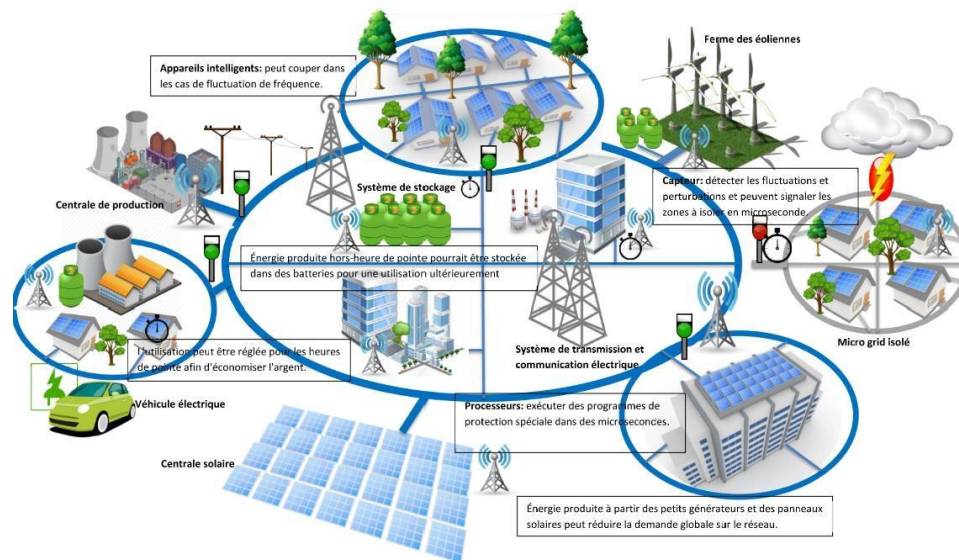 Ferme des éoliennes
Appareils intelligents: peut couper dans
les cas de fluctuation de fréquence.
Centrale de production
Système de stockage
Capteur: détecter les fluctuations et
perturbations et peuvent signaler les
zones à isoler en microseconde.
Énergie produite hors-heure de pointe pourrait être stockée
dans des batteries pour une utilisation ultérieurement
Micro grid isolé
l'utilisation peut être réglée pour les heures
de pointe afin d'économiser l'argent.
Système de transmission et
communication électrique
Véhicule électrique
Processeurs: exécuter des programmes de
protection spéciale dans des microsecondes.
Centrale solaire
Énergie produite à partir des petits générateurs et des panneaux
solaires peut réduire la demande globale sur le réseau.